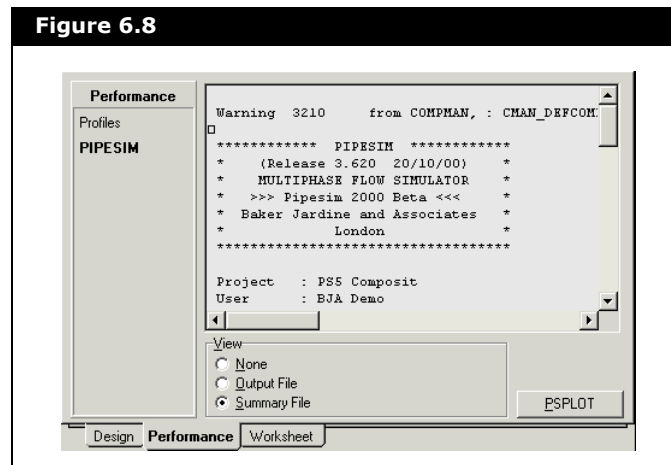 Figure 6.8
Performance
Profiles
PIPESIM
Warning 3210 from COMPMAN, : CMAN_DEFCOM
************ PIPESIM ************
* (Release 3.620 20/10/00) *
* MULTIPHASE FLOW SIMULATOR *
* >>> Pipesim 2000 Beta <<< *
* Baker Jardine and Associates *
* London *
***********************************
Project : PS5 Composit
User : BJA Demo
View
None
Output File
Summary File
PSPLOT
Design Performance Worksheet